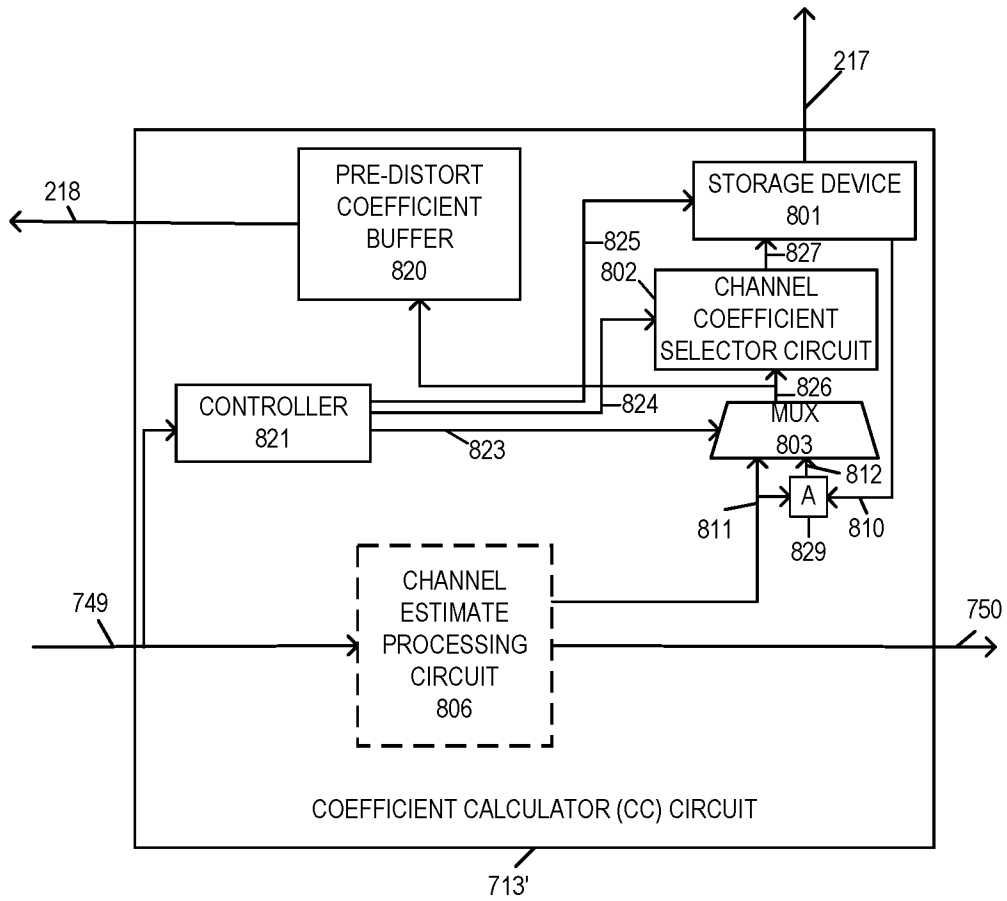 217
218
PRE-DISTORT
COEFFICIENT
BUFFER
820
STORAGE DEVICE
801
825
827
802
CHANNEL
COEFFICIENT
SELECTOR CIRCUIT
826
824
CONTROLLER
821
823
MUX
803
812
811
A
810
829
CHANNEL
ESTIMATE
PROCESSING
CIRCUIT
806
749
750
COEFFICIENT CALCULATOR (CC) CIRCUIT
713'